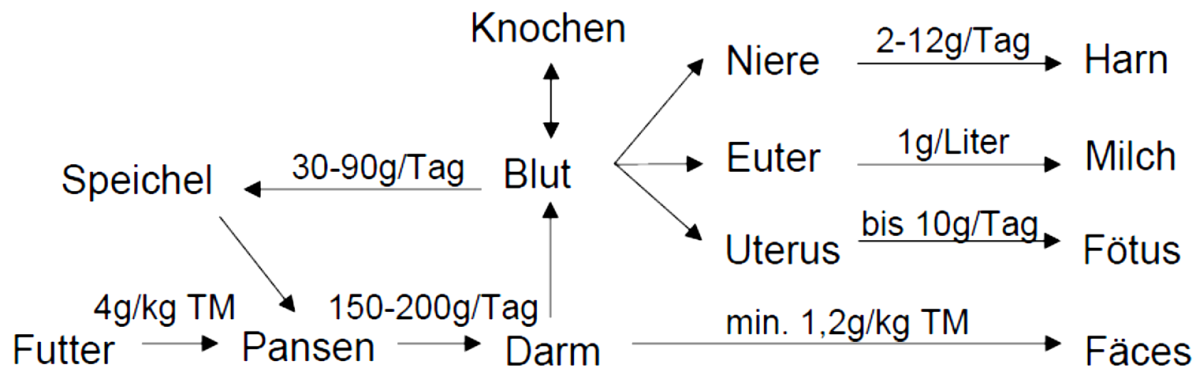 Knochen
Niere 2-12g/Tag Harn
Speichel 30-90g/Tag Blut Euter 1g/Liter Milch
Uterus bis 10g/Tag Fötus
4g/kg TM 150-200g/Tag min. 1,2g/kg TM
Futter Pansen Darm Fäces